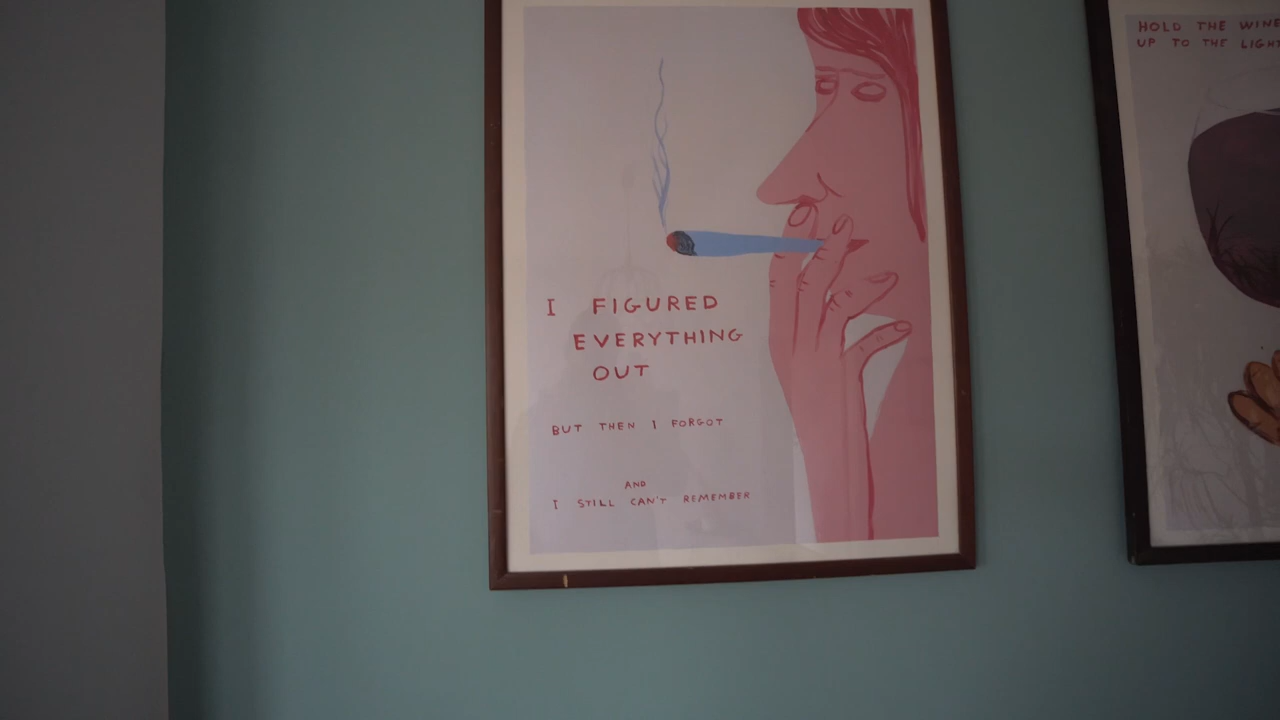 I FIGURED
EVERYTHING
OUT
BUT THEN I FORGOT
AND
I STILL CAN'T REMEMBER
HOLD THE WINE
UP TO THE LIGHT